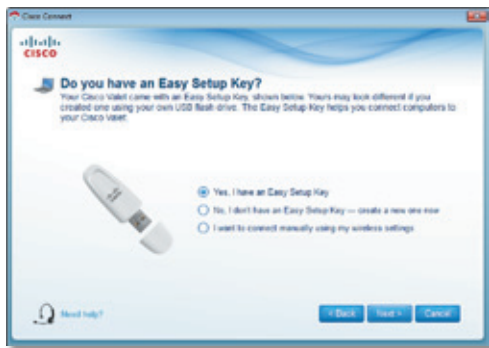 Cisco Connect
CISCO
Do you have an Easy Setup Key?
Your Cisco Valet came with an Easy Setup Key, shown below. Yours may look different if you
created one using your own USB flash drive. The Easy Setup Key helps you connect computers to
your Cisco Valet.
Yes, I have an Easy Setup Key
No, I don't have an Easy Setup Key — create a new one now
I want to connect manually using my wireless settings
Need help?
< Back
Next >
Cancel